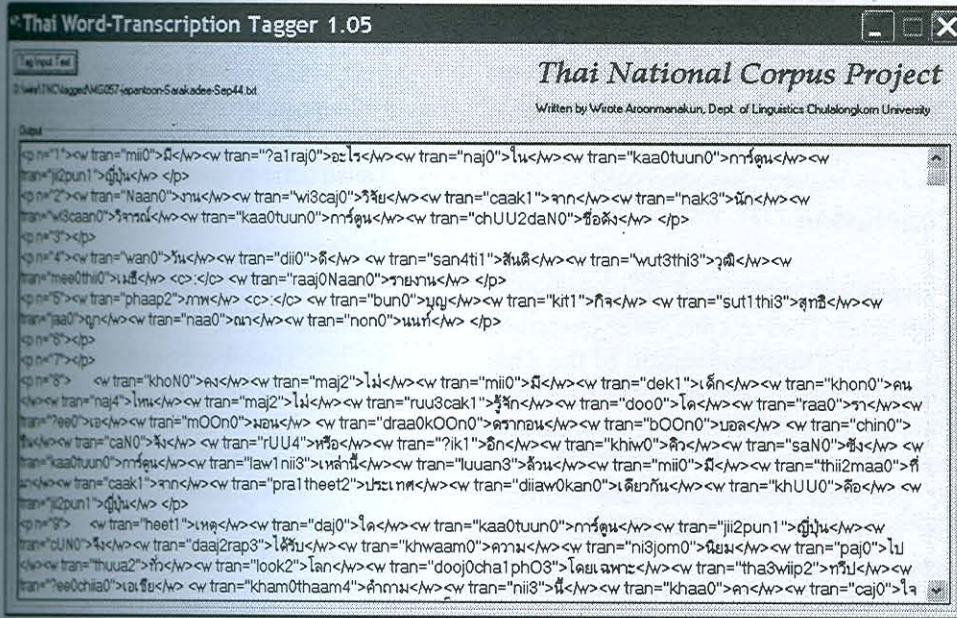 Thai Word-Transcription Tagger 1.05
Tag Input Text
Thai National Corpus Project
Written by Wirote Aroonmanakun, Dept. of Linguistics Chulalongkorn University
Output
<p n="1"><w tran="mii0">มี</w><w tran="?a1raj0">อะไร</w><w tran="naj0">ใน</w><w tran="kaa0tuun0">การ์ตูน</w><w
tran="jii2pun1">ญี่ปุ่น</w> </p>
<p n="2"><w tran="Naan0">งาน</w><w tran="wi3caj0">วิจัย</w><w tran="caak1">จาก</w><w tran="nak3">นัก</w><w
tran="wi3caan0">วิจารณ์</w><w tran="kaa0tuun0">การ์ตูน</w><w tran="chUU2daN0">ชื่อดัง</w> </p>
<p n="3"></p>
<p n="4"><w tran="wan0">วัน</w><w tran="dii0">ดี</w> <w tran="san4ti1">สันติ</w><w tran="wut3thi3">วุฒิ</w><w
tran="mee0thii0">เมธี</w> <c>:</c> <w tran="raaj0Naan0">รายงาน</w> </p>
<p n="5"><w tran="phaap2">ภาพ</w> <c>:</c> <w tran="bun0">บุญ</w><w tran="kit1">กิจ</w> <w tran="sut1thi3">สุทธิ</w><w
tran="jaa0">ญา</w><w tran="naa0">ณา</w><w tran="non0">นนท์</w> </p>
<p n="6"></p>
<p n="7"></p>
<p n="8"> <w tran="khoN0">คง</w><w tran="maj2">ไม่</w><w tran="mii0">มี</w><w tran="dek1">เด็ก</w><w tran="khon0">คน
</w><w tran="naj4">ไหน</w><w tran="maj2">ไม่</w><w tran="ruu3cak1">รู้จัก</w><w tran="doo0">โด</w><w tran="raa0">รา</w><w
tran="?ee0">เอ</w><w tran="mOOn0">มอน</w> <w tran="draa0kOOn0">ดรากอน</w><w tran="bOOn0">บอล</w> <w tran="chin0">
ชิน</w><w tran="caN0">จัง</w><w tran="rUU4">หรือ</w><w tran="?ik1">อิก</w><w tran="khiw0">คิว</w><w tran="saN0">ซัง</w> <w
tran="kaa0tuun0">การ์ตูน</w><w tran="law1nii3">เหล่านี้</w><w tran="luuan3">ล้วน</w><w tran="mii0">มี</w><w tran="thii2maa0">ที่
มา</w><w tran="caak1">จาก</w><w tran="pra1theet2">ประเทศ</w><w tran="diiaw0kan0">เดียวกัน</w><w tran="khUU0">คือ</w> <w
tran="jii2pun1">ญี่ปุ่น</w> </p>
<p n="9"> <w tran="heet1">เหตุ</w><w tran="daj0">ใด</w><w tran="kaa0tuun0">การ์ตูน</w><w tran="jii2pun1">ญี่ปุ่น</w><w
tran="cUN0">จึง</w><w tran="daaj2rap3">ได้รับ</w><w tran="khwaam0">ความ</w><w tran="ni3jom0">นิยม</w><w tran="paj0">ไป
</w><w tran="thuua2">ทั่ว</w><w tran="look2">โลก</w><w tran="dooj0cha1phO3">โดยเฉพาะ</w><w tran="tha3wiip2">ทวีป</w><w
tran="?ee0chiia0">เอเชีย</w><w tran="kham0thaam4">คำถาม</w><w tran="nii3">นี้</w><w tran="khaa0">คา</w><w tran="caj0">ใจ